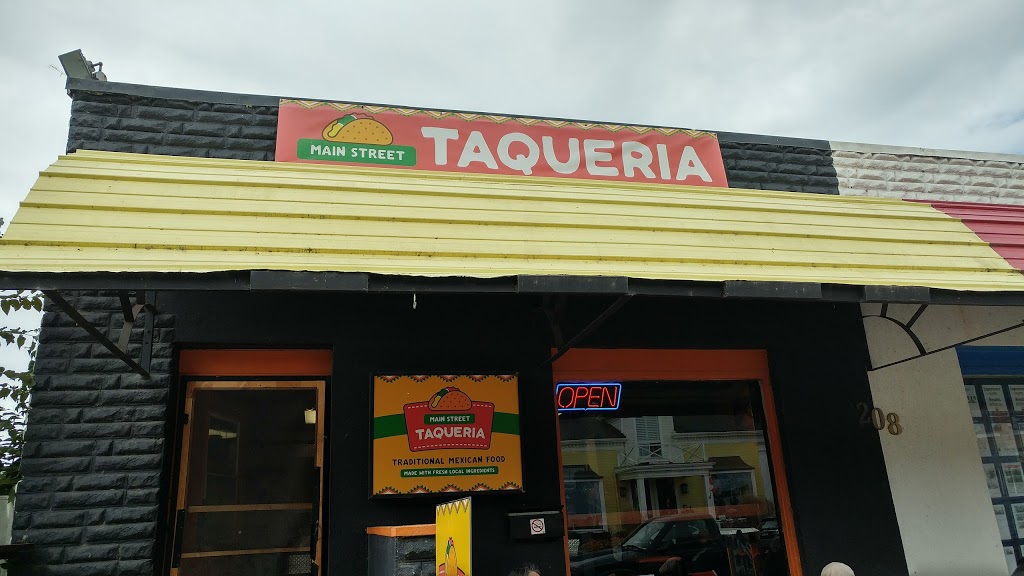 MAIN STREET
TAQUERIA
OPEN
MAIN STREET
TAQUERIA
TRADITIONAL MEXICAN FOOD
MADE WITH FRESH LOCAL INGREDIENTS
208